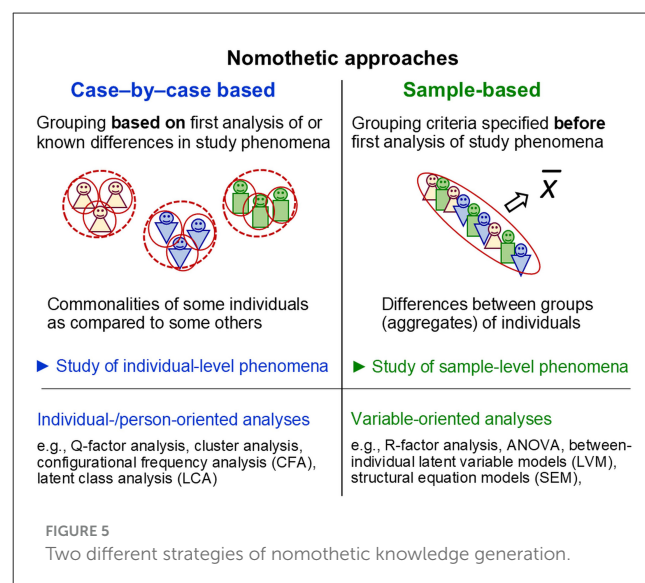 Nomothetic approaches
Case–by–case based
Grouping based on first analysis of or
known differences in study phenomena
Commonalities of some individuals
as compared to some others
► Study of individual-level phenomena
Individual-/person-oriented analyses
e.g., Q-factor analysis, cluster analysis,
configurational frequency analysis (CFA),
latent class analysis (LCA)
Sample-based
Grouping criteria specified before
first analysis of study phenomena
x̅
Differences between groups
(aggregates) of individuals
► Study of sample-level phenomena
Variable-oriented analyses
e.g., R-factor analysis, ANOVA, between-
individual latent variable models (LVM),
structural equation models (SEM),
FIGURE 5
Two different strategies of nomothetic knowledge generation.